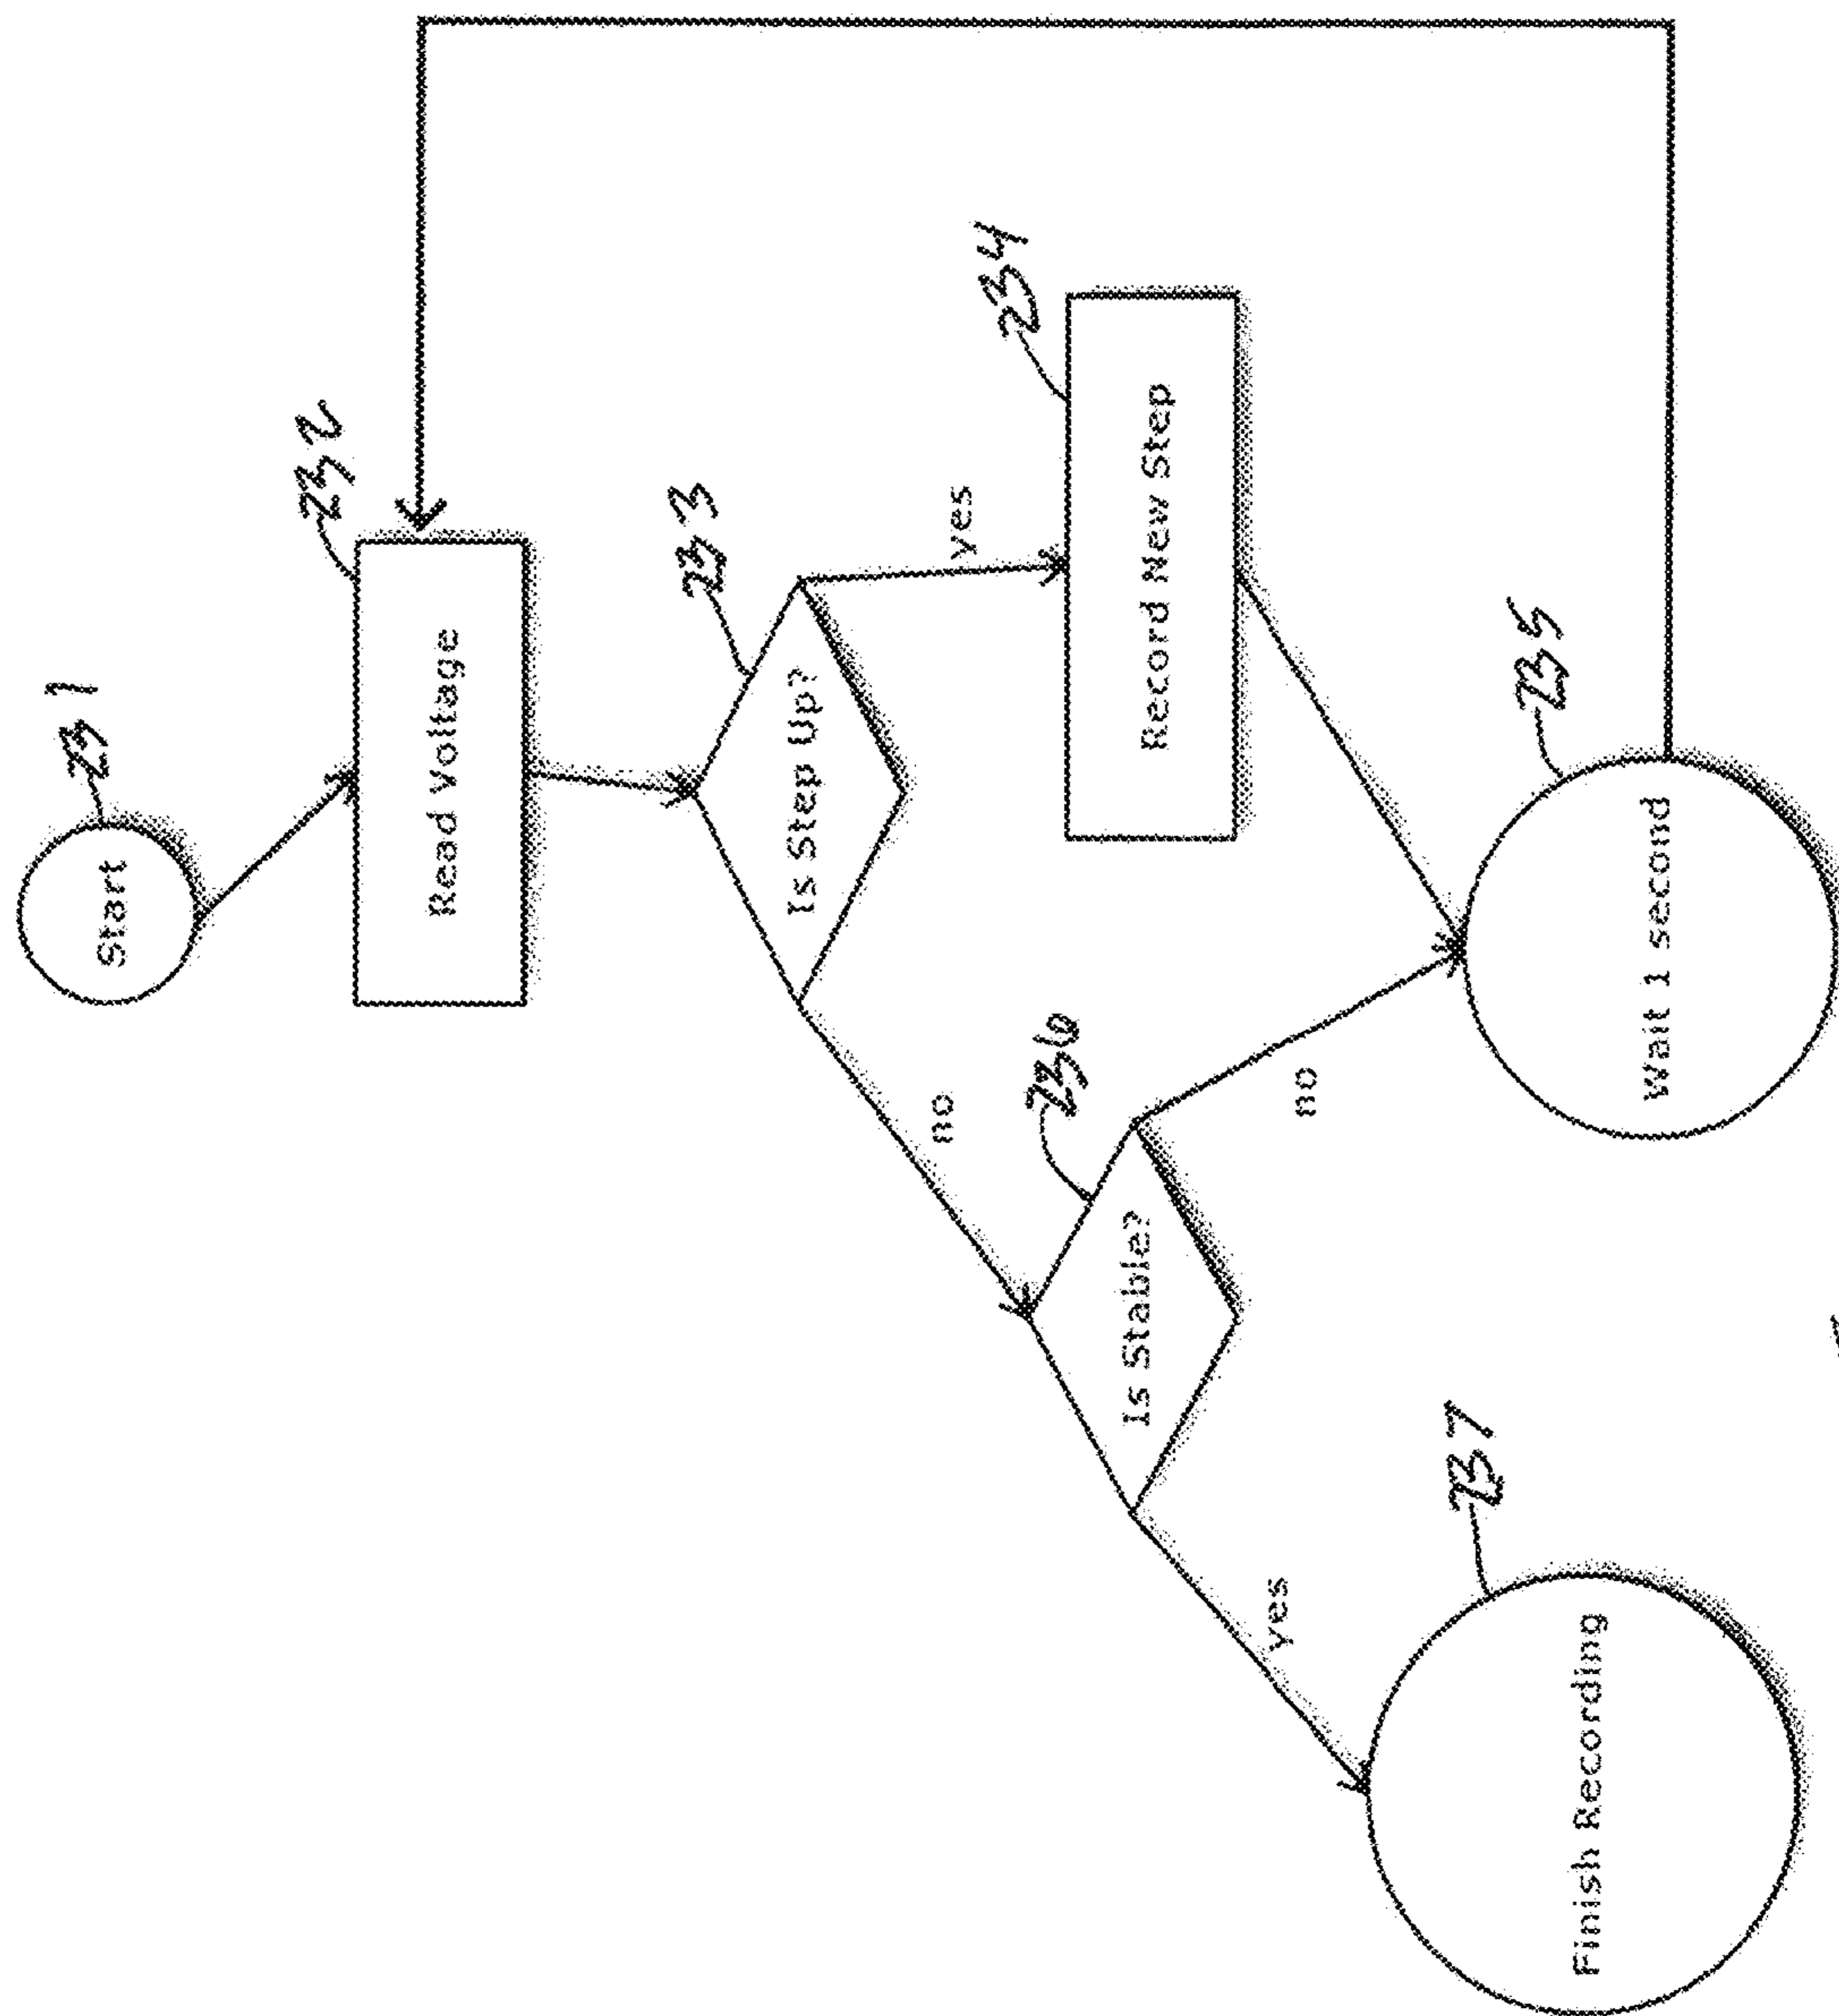 Start
231
Read Voltage
232
Is Step Up?
233
yes
no
Record New Step
234
Is Stable?
236
no
yes
Wait 1 second
235
Finish Recording
237